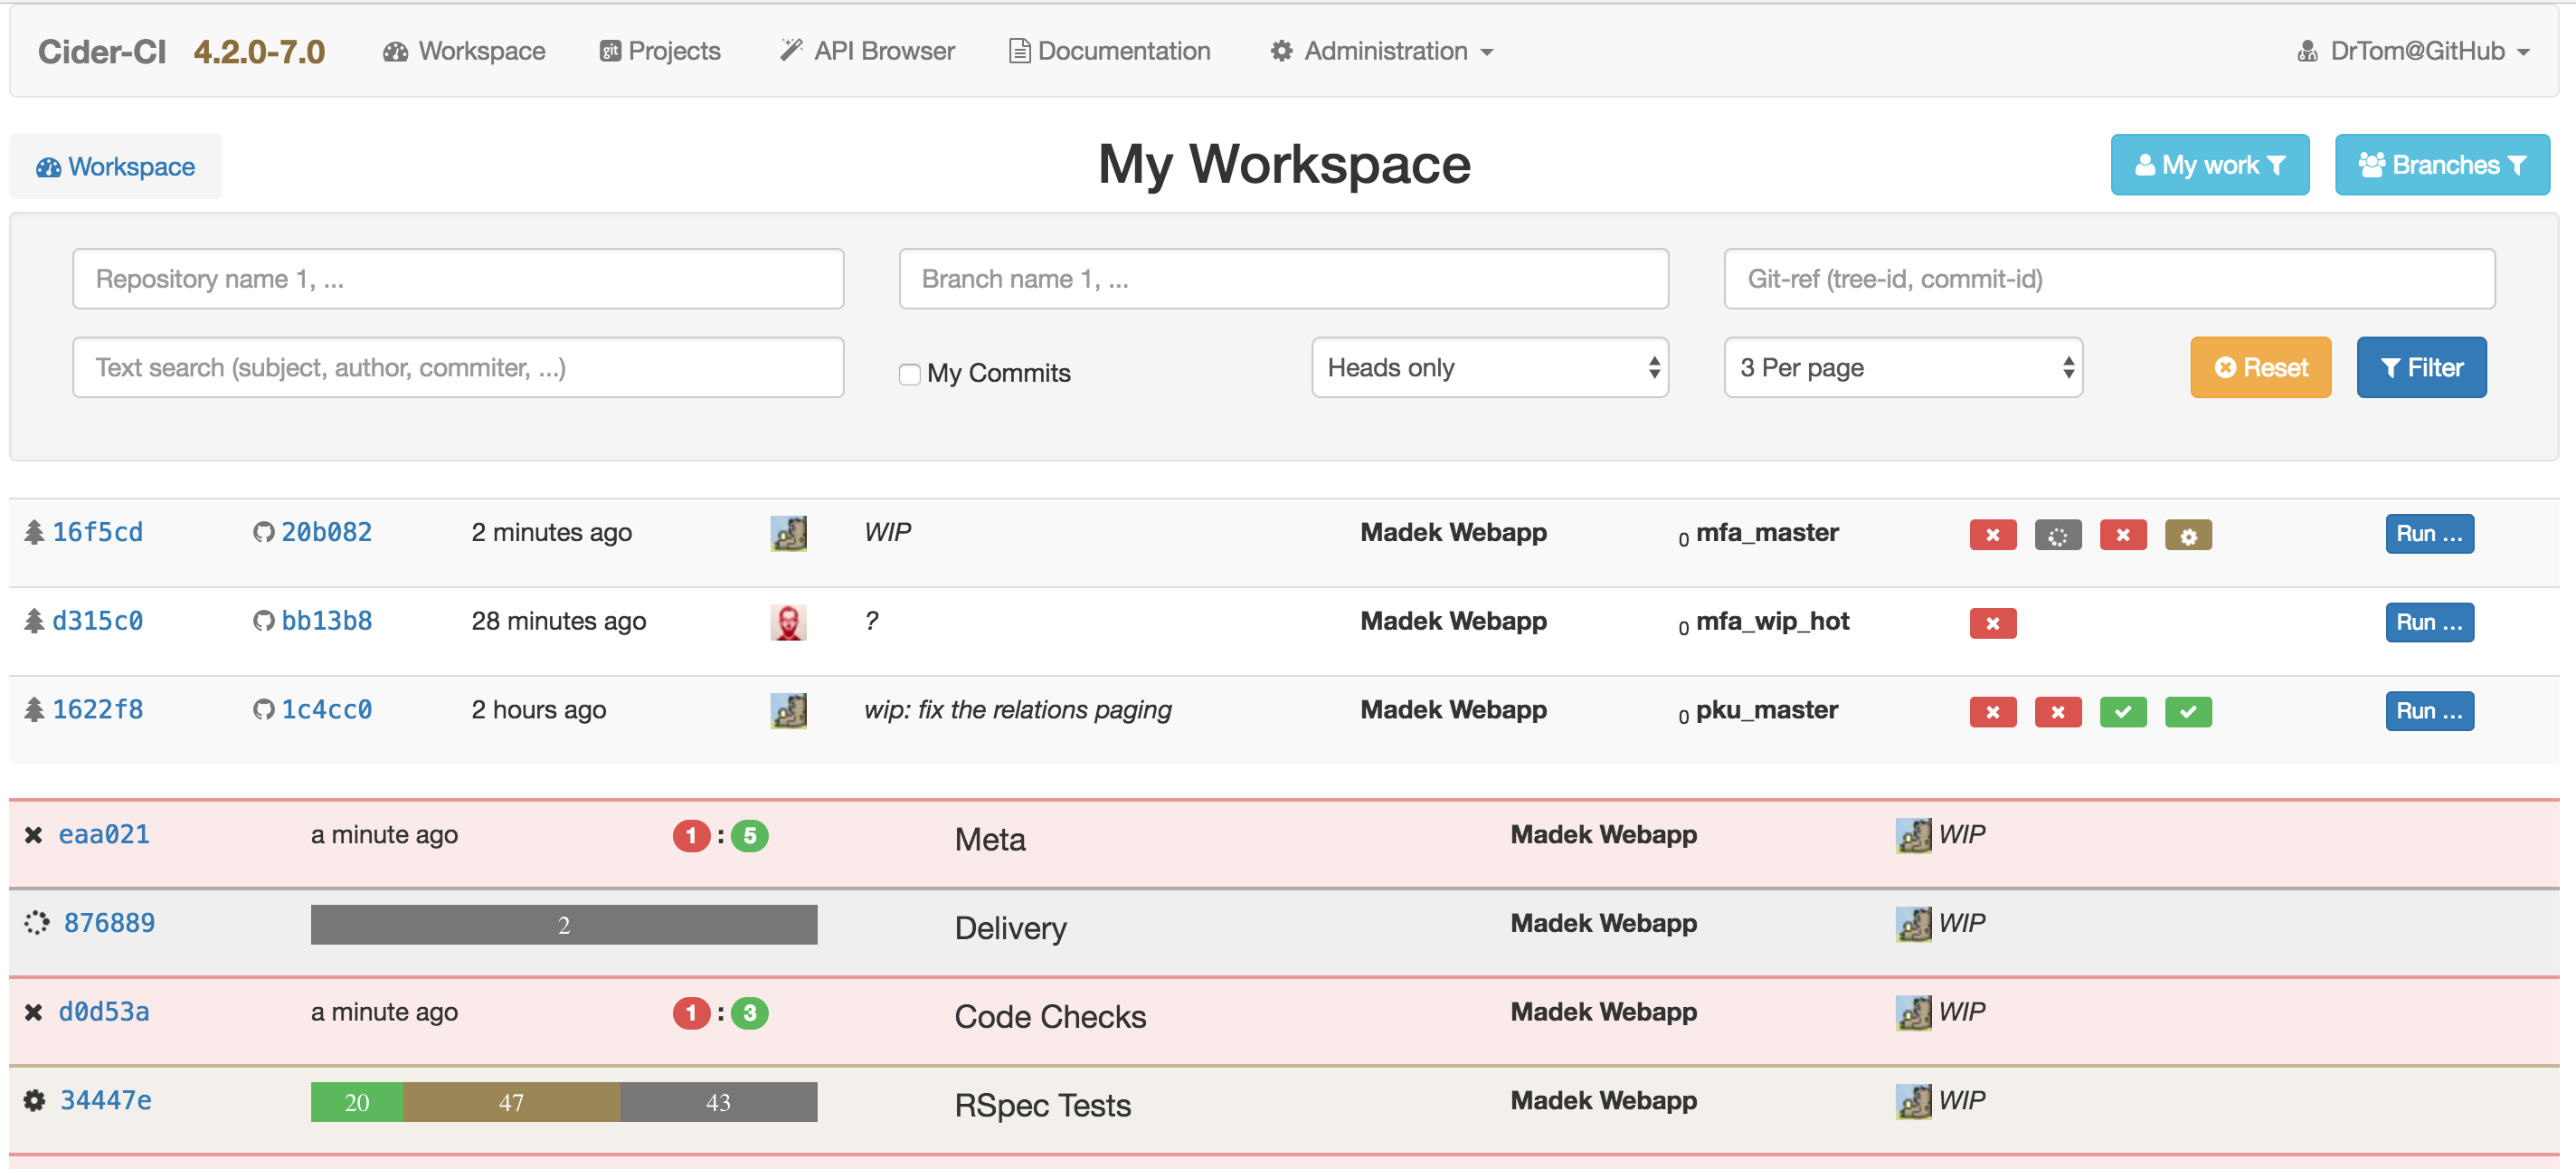 Cider-CI 4.2.0-7.0 Workspace Projects API Browser Documentation Administration DrTom@GitHub
Workspace My Workspace My work Branches
Repository name 1, ... Branch name 1, ... Git-ref (tree-id, commit-id)
Text search (subject, author, commiter, ...) My Commits Heads only 3 Per page Reset Filter
16f5cd 20b082 2 minutes ago WIP Madek Webapp 0 mfa_master Run ...
d315c0 bb13b8 28 minutes ago ? Madek Webapp 0 mfa_wip_hot Run ...
1622f8 1c4cc0 2 hours ago wip: fix the relations paging Madek Webapp 0 pku_master Run ...
eaa021 a minute ago 1 : 5 Meta Madek Webapp WIP
876889 2 Delivery Madek Webapp WIP
d0d53a a minute ago 1 : 3 Code Checks Madek Webapp WIP
34447e 20 47 43 RSpec Tests Madek Webapp WIP